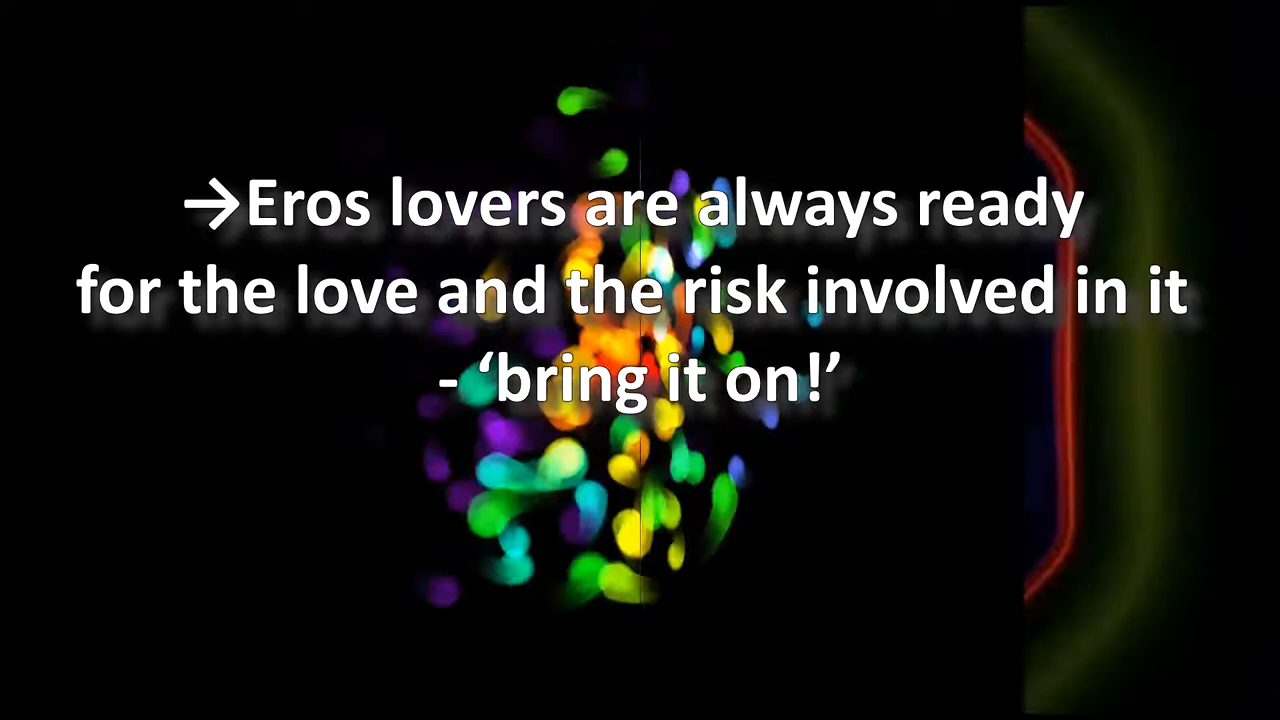 →Eros lovers are always ready
for the love and the risk involved in it
- ‘bring it on!’